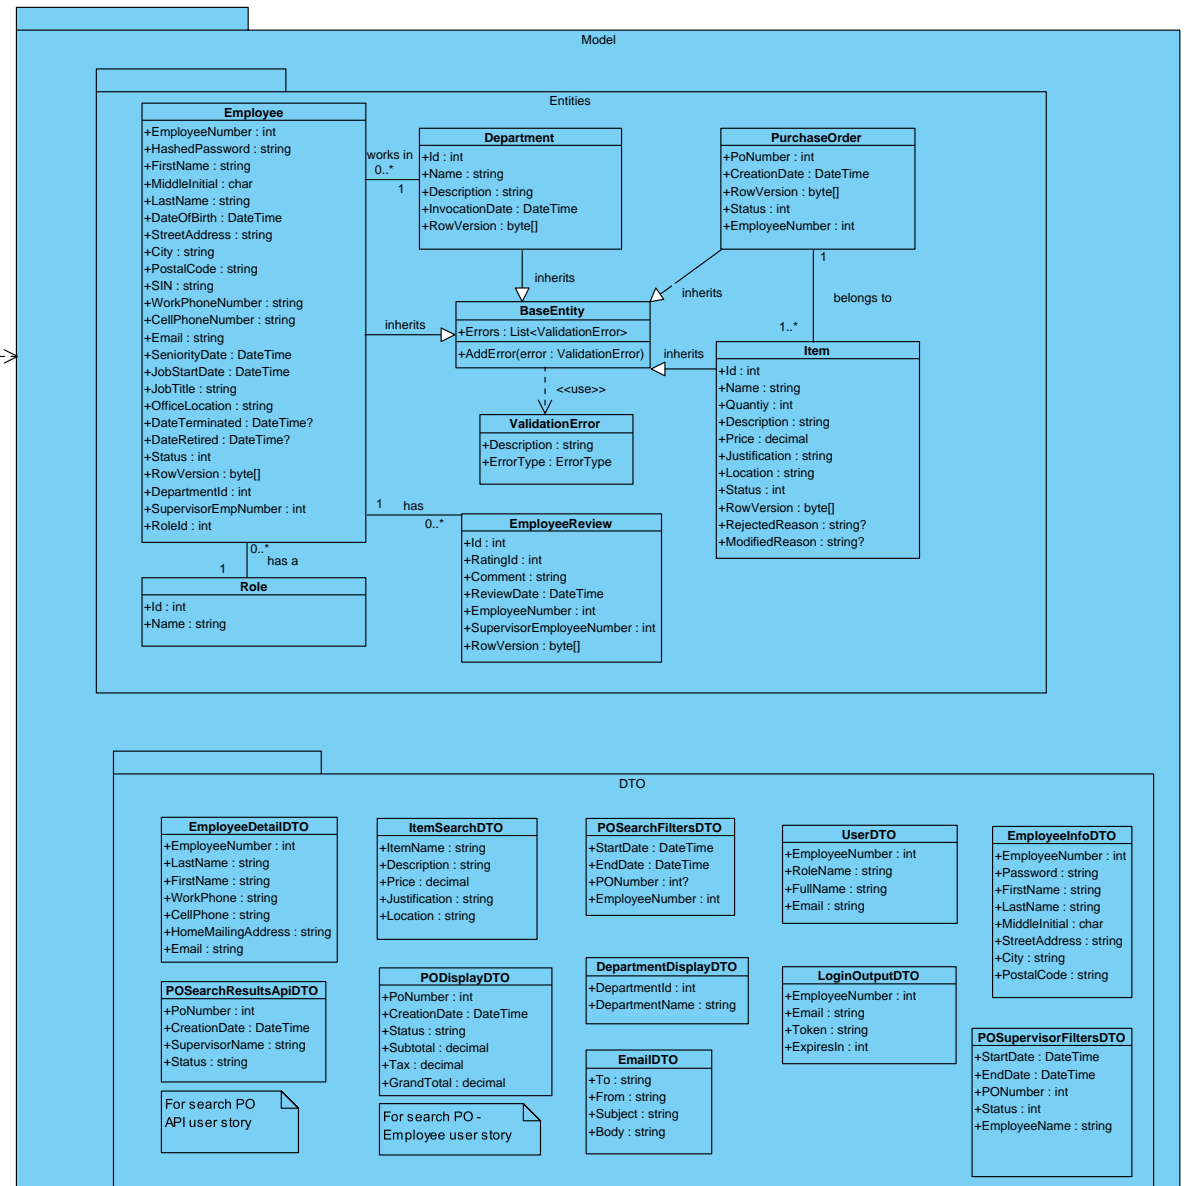 Model
Entities
Employee
+EmployeeNumber : int
+HashedPassword : string
+FirstName : string
+MiddleInitial : char
+LastName : string
+DateOfBirth : DateTime
+StreetAddress : string
+City : string
+PostalCode : string
+SIN : string
+WorkPhoneNumber : string
+CellPhoneNumber : string
+Email : string
+SeniorityDate : DateTime
+JobStartDate : DateTime
+JobTitle : string
+OfficeLocation : string
+DateTerminated : DateTime?
+DateRetired : DateTime?
+Status : int
+RowVersion : byte[]
+DepartmentId : int
+SupervisorEmpNumber : int
+RoleId : int
works in
0..*
1
Department
+Id : int
+Name : string
+Description : string
+InvocationDate : DateTime
+RowVersion : byte[]
PurchaseOrder
+PoNumber : int
+CreationDate : DateTime
+RowVersion : byte[]
+Status : int
+EmployeeNumber : int
inherits
inherits
1
belongs to
1..*
inherits
BaseEntity
+Errors : List<ValidationError>
+AddError(error : ValidationError)
inherits
<<use>>
Item
+Id : int
+Name : string
+Quantiy : int
+Description : string
+Price : decimal
+Justification : string
+Location : string
+Status : int
+RowVersion : byte[]
+RejectedReason : string?
+ModifiedReason : string?
ValidationError
+Description : string
+ErrorType : ErrorType
1
has
0..*
EmployeeReview
+Id : int
+RatingId : int
+Comment : string
+ReviewDate : DateTime
+EmployeeNumber : int
+SupervisorEmployeeNumber : int
+RowVersion : byte[]
0..*
has a
1
Role
+Id : int
+Name : string
DTO
EmployeeDetailDTO
+EmployeeNumber : int
+LastName : string
+FirstName : string
+WorkPhone : string
+CellPhone : string
+HomeMailingAddress : string
+Email : string
ItemSearchDTO
+ItemName : string
+Description : string
+Price : decimal
+Justification : string
+Location : string
POSearchFiltersDTO
+StartDate : DateTime
+EndDate : DateTime
+PONumber : int?
+EmployeeNumber : int
UserDTO
+EmployeeNumber : int
+RoleName : string
+FullName : string
+Email : string
EmployeeInfoDTO
+EmployeeNumber : int
+Password : string
+FirstName : string
+LastName : string
+MiddleInitial : char
+StreetAddress : string
+City : string
+PostalCode : string
POSearchResultsApiDTO
+PoNumber : int
+CreationDate : DateTime
+SupervisorName : string
+Status : string
PODisplayDTO
+PoNumber : int
+CreationDate : DateTime
+Status : string
+Subtotal : decimal
+Tax : decimal
+GrandTotal : decimal
DepartmentDisplayDTO
+DepartmentId : int
+DepartmentName : string
LoginOutputDTO
+EmployeeNumber : int
+Email : string
+Token : string
+ExpiresIn : int
POSupervisorFiltersDTO
+StartDate : DateTime
+EndDate : DateTime
+PONumber : int
+Status : int
+EmployeeName : string
EmailDTO
+To : string
+From : string
+Subject : string
+Body : string
For search PO
API user story
For search PO -
Employee user story